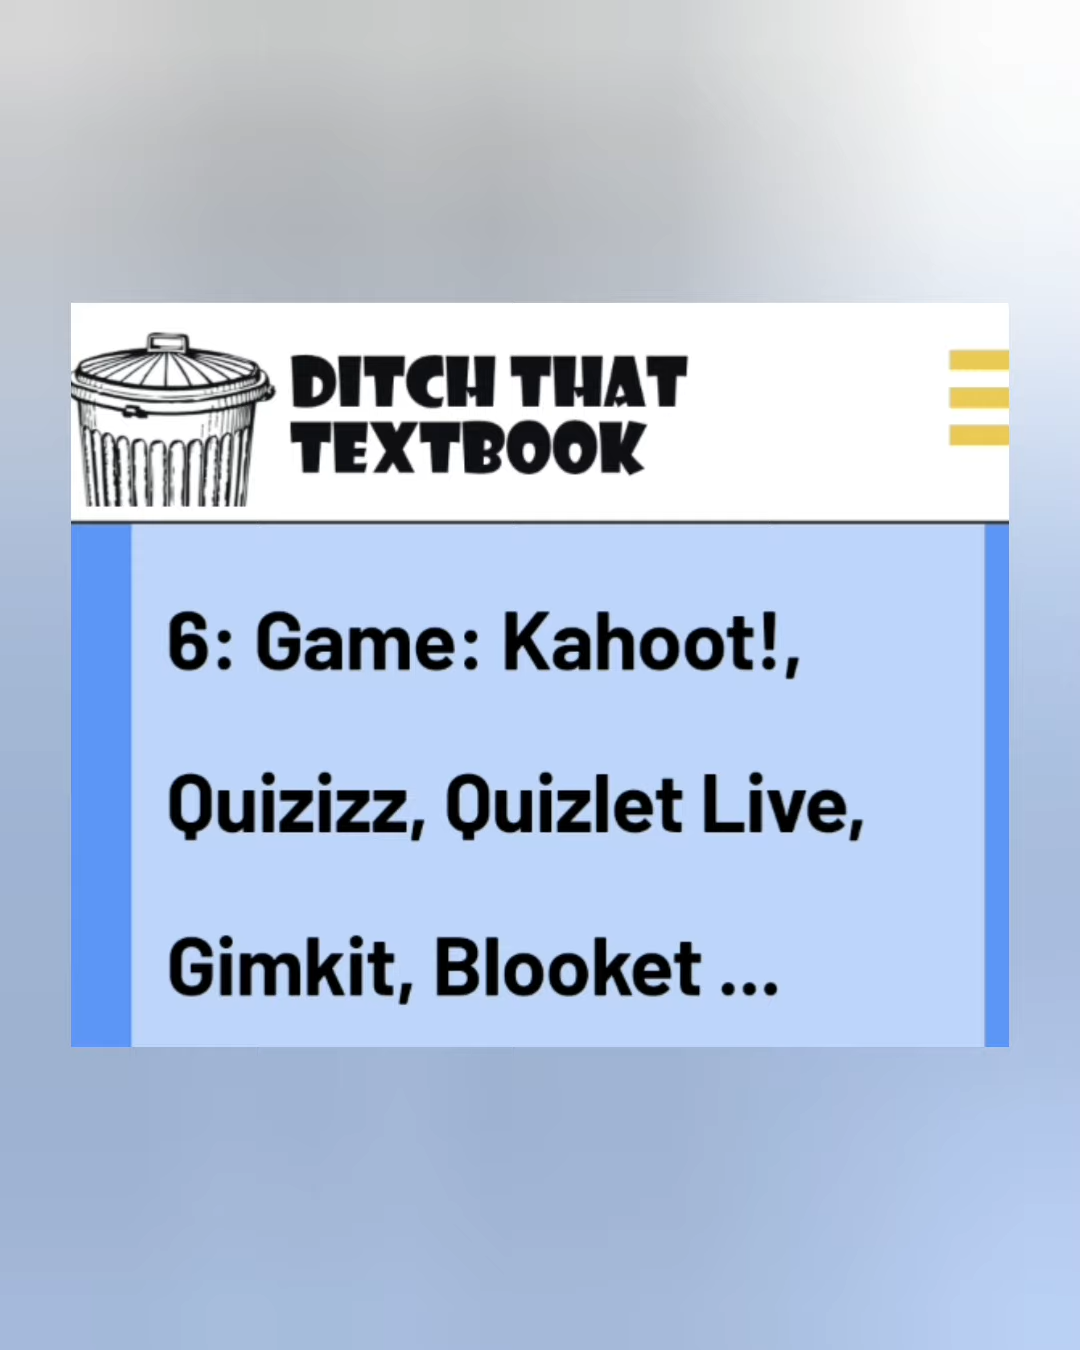 DITCH THAT
TEXTBOOK
6: Game: Kahoot!,
Quizizz, Quizlet Live,
Gimkit, Blooket ...